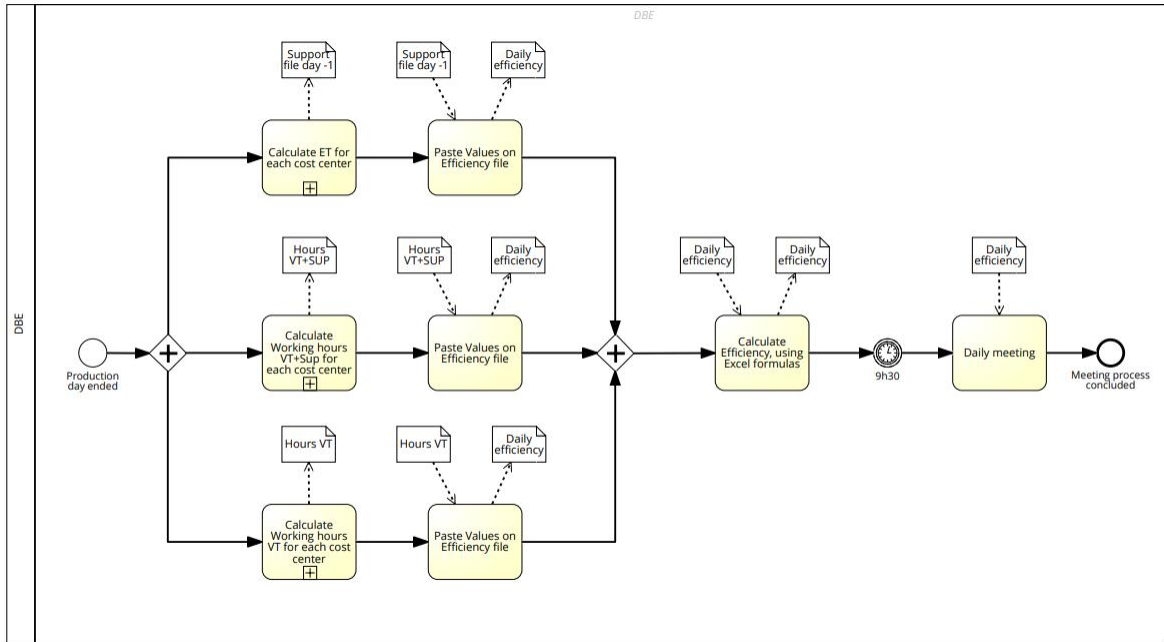 DBE
DBE
Support
file day -1
Support
file day -1
Daily
efficiency
Calculate ET for
each cost center
Paste Values on
Efficiency file
Hours
VT+SUP
Hours
VT+SUP
Daily
efficiency
Daily
efficiency
Daily
efficiency
Daily
efficiency
Production
day ended
Calculate
Working hours
VT+Sup for
each cost center
Paste Values on
Efficiency file
Calculate
Efficiency, using
Excel formulas
9h30
Daily meeting
Meeting process
concluded
Hours VT
Hours VT
Daily
efficiency
Calculate
Working hours
VT for each cost
center
Paste Values on
Efficiency file